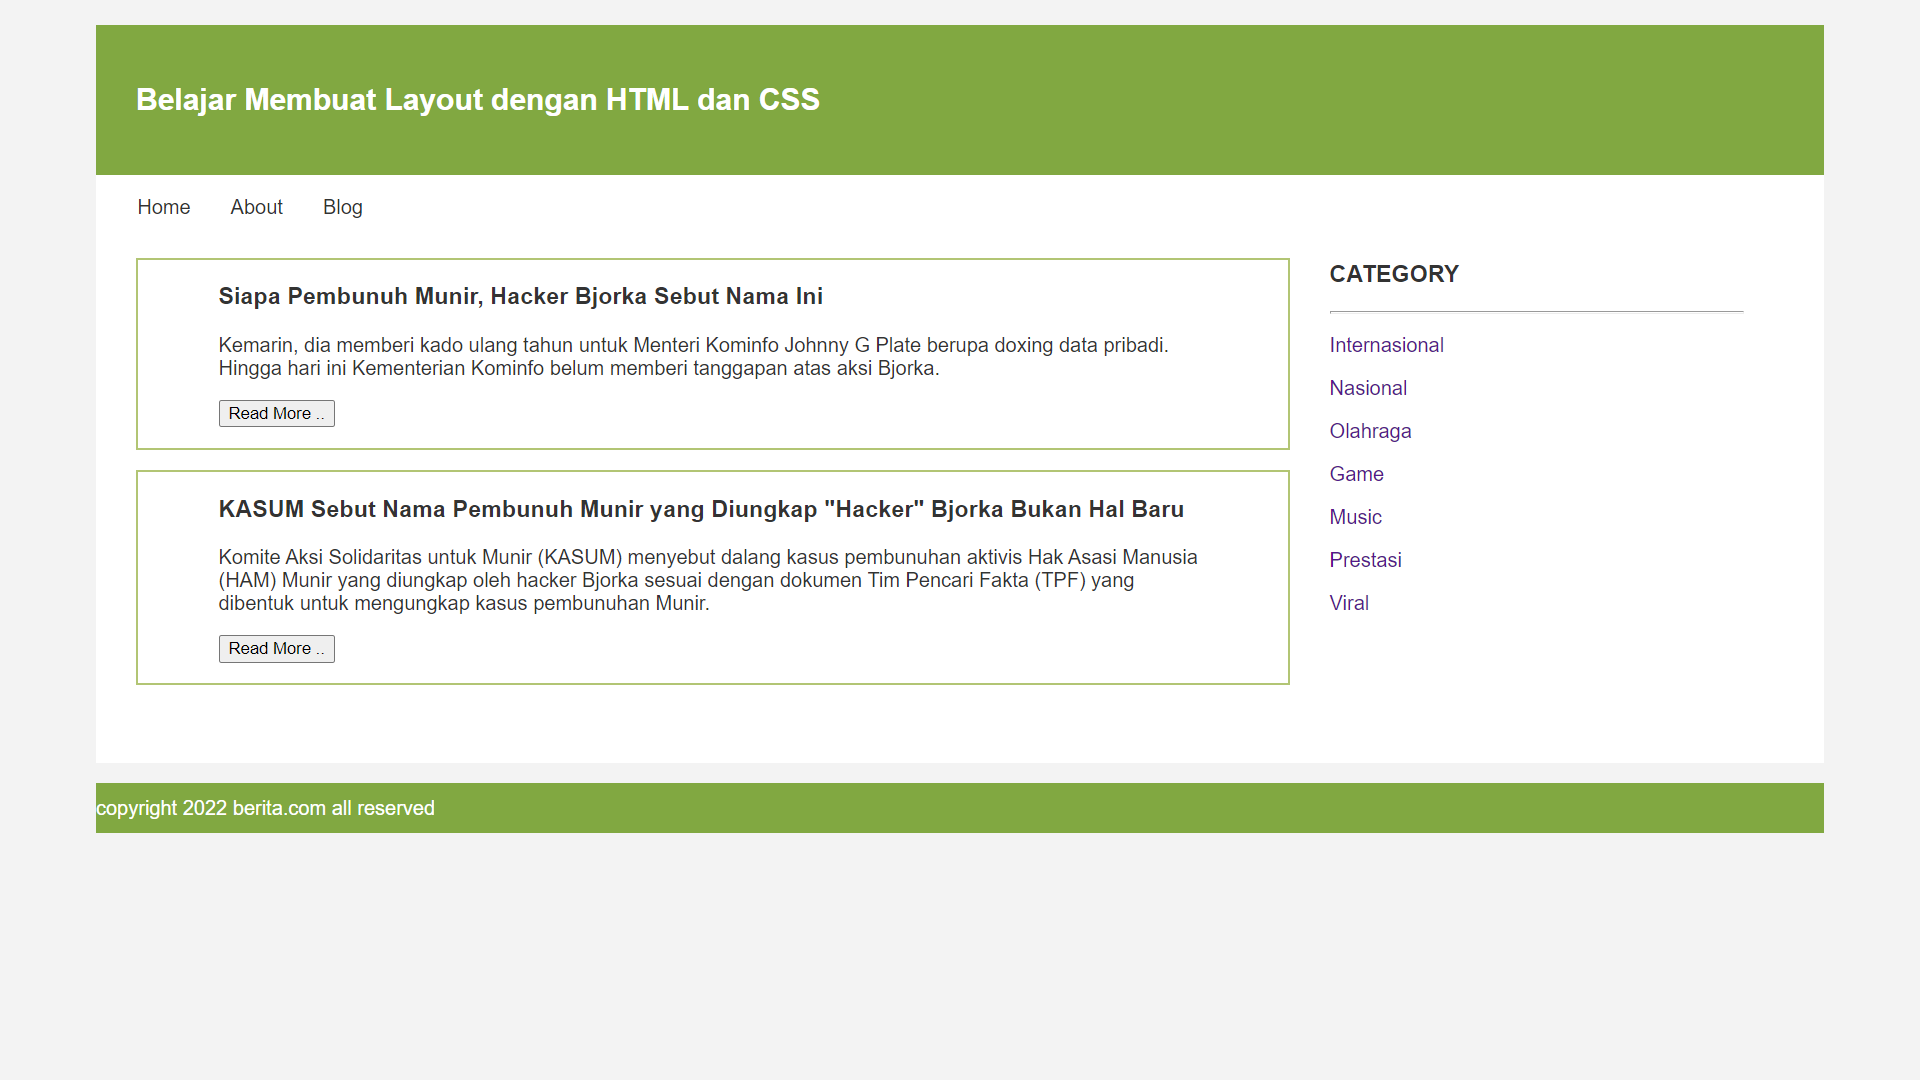 Belajar Membuat Layout dengan HTML dan CSS
Home About Blog
Siapa Pembunuh Munir, Hacker Bjorka Sebut Nama Ini
Kemarin, dia memberi kado ulang tahun untuk Menteri Kominfo Johnny G Plate berupa doxing data pribadi.
Hingga hari ini Kementerian Kominfo belum memberi tanggapan atas aksi Bjorka.
Read More ..
KASUM Sebut Nama Pembunuh Munir yang Diungkap "Hacker" Bjorka Bukan Hal Baru
Komite Aksi Solidaritas untuk Munir (KASUM) menyebut dalang kasus pembunuhan aktivis Hak Asasi Manusia
(HAM) Munir yang diungkap oleh hacker Bjorka sesuai dengan dokumen Tim Pencari Fakta (TPF) yang
dibentuk untuk mengungkap kasus pembunuhan Munir.
Read More ..
CATEGORY
Internasional
Nasional
Olahraga
Game
Music
Prestasi
Viral
copyright 2022 berita.com all reserved